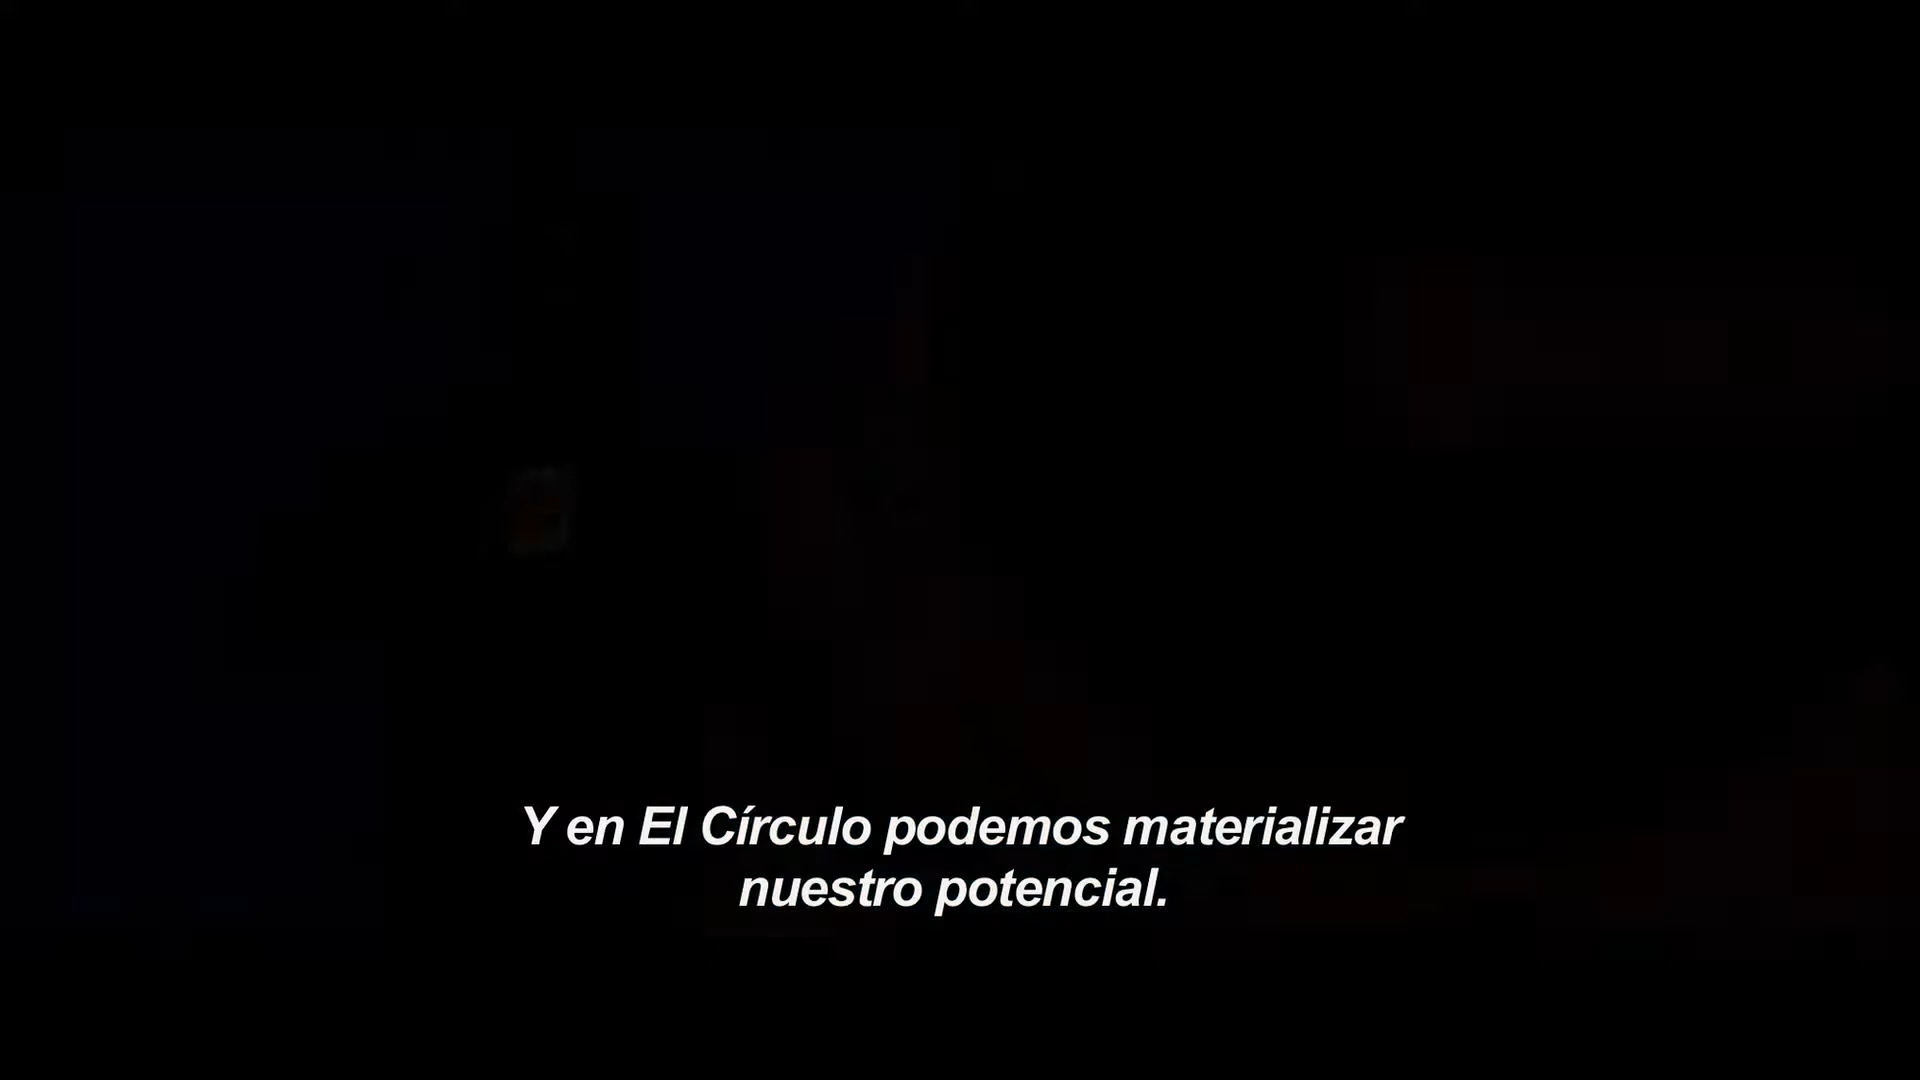 Y en El Círculo podemos materializar
nuestro potencial.